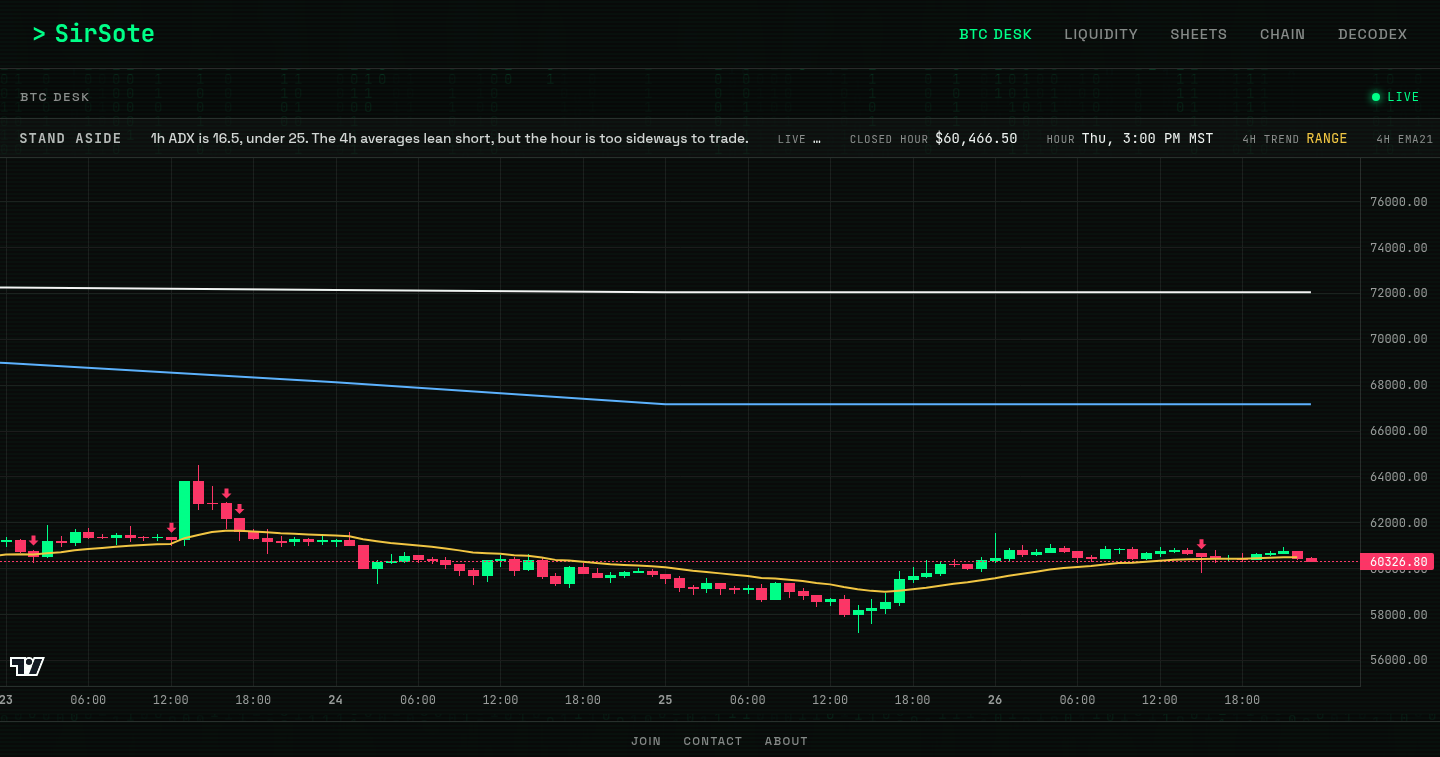 > SirSote
BTC DESK LIQUIDITY SHEETS CHAIN DECODEX
BTC DESK
LIVE
STAND ASIDE 1h ADX is 16.5, under 25. The 4h averages lean short, but the hour is too sideways to trade. LIVE … CLOSED HOUR $60,466.50 HOUR Thu, 3:00 PM MST 4H TREND RANGE 4H EMA21
76000.00
74000.00
72000.00
70000.00
68000.00
66000.00
64000.00
62000.00
60326.80
58000.00
56000.00
23 06:00 12:00 18:00 24 06:00 12:00 18:00 25 06:00 12:00 18:00 26 06:00 12:00 18:00
JOIN CONTACT ABOUT